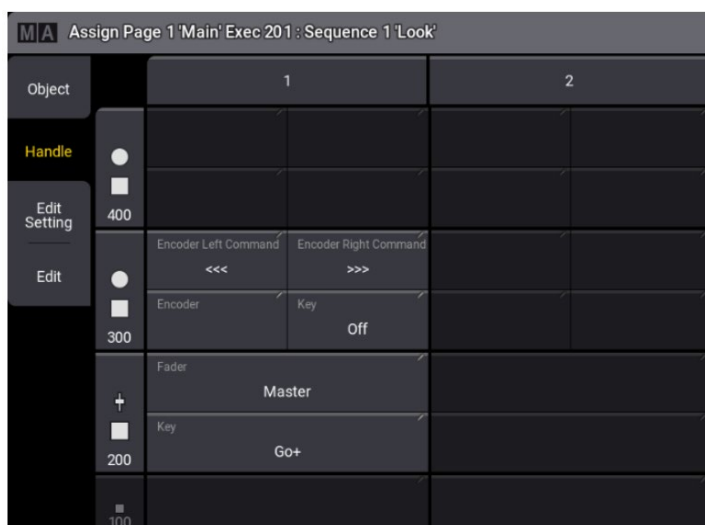 MA Assign Page 1 'Main' Exec 201 : Sequence 1 'Look'
Object
1
2
Handle
400
Edit
Setting
Edit
Encoder Left Command
Encoder Right Command
<<<
>>>
Encoder
Key
Off
300
Fader
Master
Key
Go+
200
100